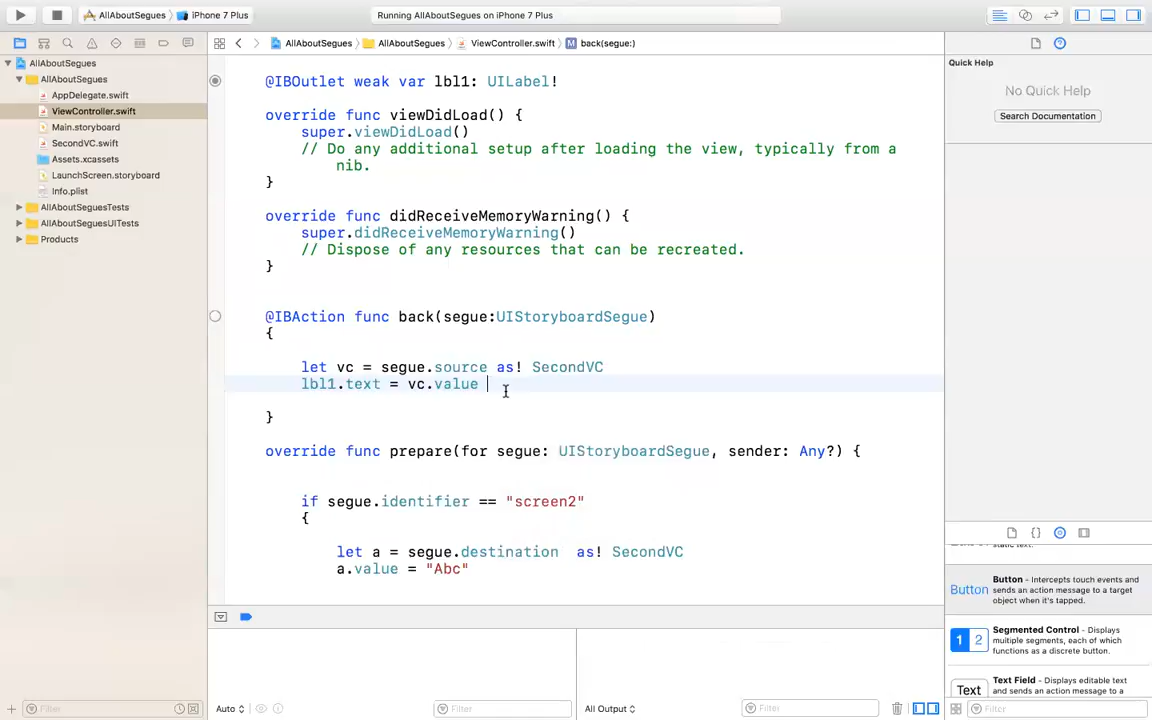 AllAboutSegues 〉 iPhone 7 Plus
Running AllAboutSegues on iPhone 7 Plus
AllAboutSegues 〉 AllAboutSegues 〉 ViewController.swift 〉 M back(segue:)
AllAboutSegues
AllAboutSegues
AppDelegate.swift
ViewController.swift
Main.storyboard
SecondVC.swift
Assets.xcassets
LaunchScreen.storyboard
Info.plist
AllAboutSeguesTests
AllAboutSeguesUITests
Products
@IBOutlet weak var lbl1: UILabel!
override func viewDidLoad() {
super.viewDidLoad()
// Do any additional setup after loading the view, typically from a
nib.
}
override func didReceiveMemoryWarning() {
super.didReceiveMemoryWarning()
// Dispose of any resources that can be recreated.
}
@IBAction func back(segue:UIStoryboardSegue)
{
let vc = segue.source as! SecondVC
lbl1.text = vc.value
}
override func prepare(for segue: UIStoryboardSegue, sender: Any?) {
if segue.identifier == "screen2"
{
let a = segue.destination  as! SecondVC
a.value = "Abc"
Quick Help
No Quick Help
Search Documentation
Button - Intercepts touch events and
sends an action message to a target
object when it's tapped.
1 2
Segmented Control - Displays
multiple segments, each of which
functions as a discrete button.
Text
Text Field - Displays editable text
and sends an action message to a
Filter
Auto
Filter
All Output
Filter
Filter